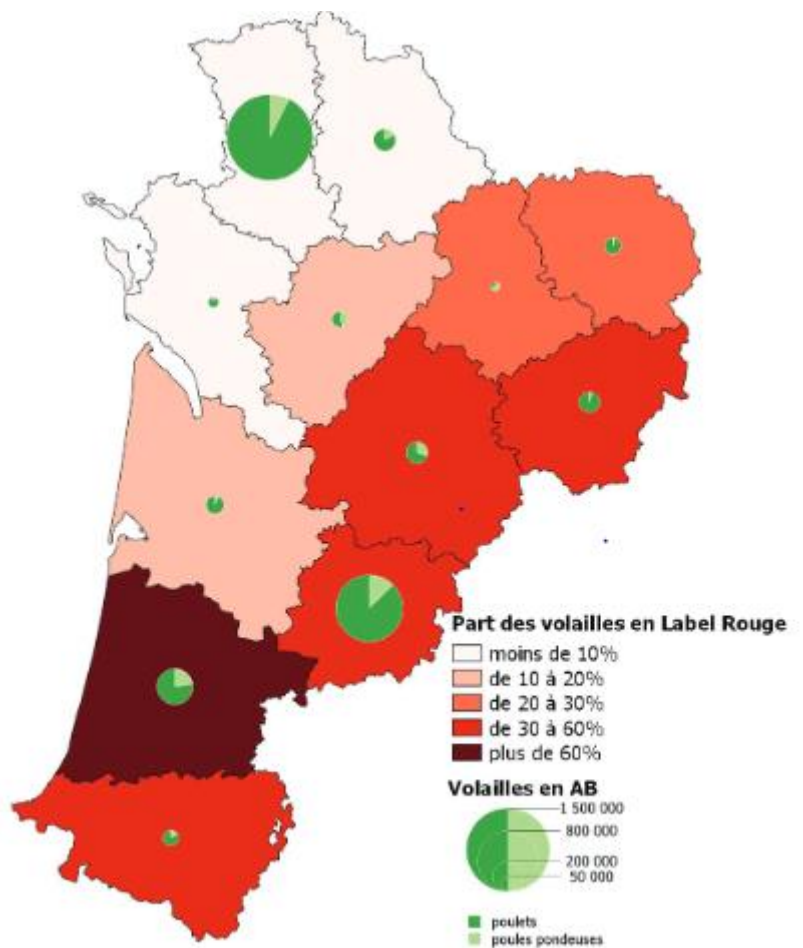 Part des volailles en Label Rouge
moins de 10%
de 10 à 20%
de 20 à 30%
de 30 à 60%
plus de 60%
Volailles en AB
1 500 000
800 000
200 000
50 000
poulets
poules pondeuses